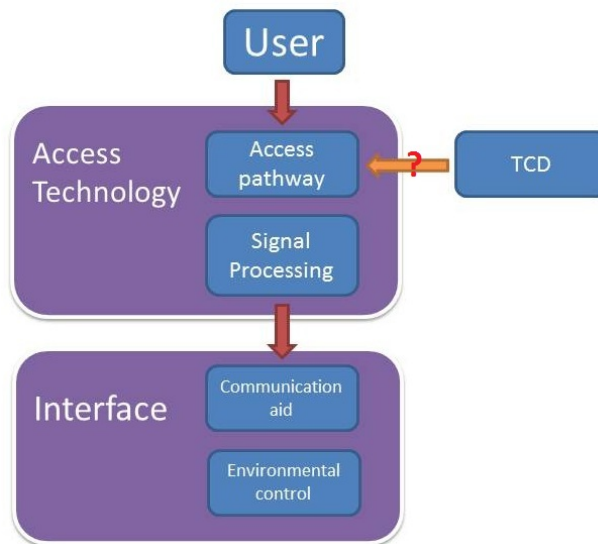 User
Access
Technology
Access
pathway
?
TCD
Signal
Processing
Interface
Communication
aid
Environmental
control